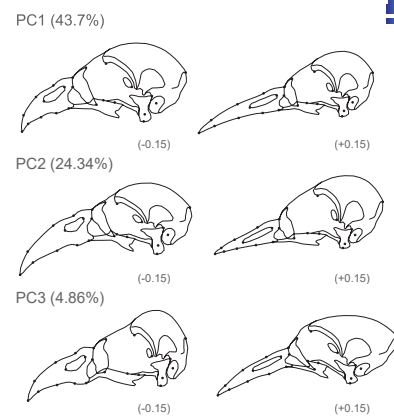 PC1 (43.7%)
(-0.15) (+0.15)
PC2 (24.34%)
(-0.15) (+0.15)
PC3 (4.86%)
(-0.15) (+0.15)